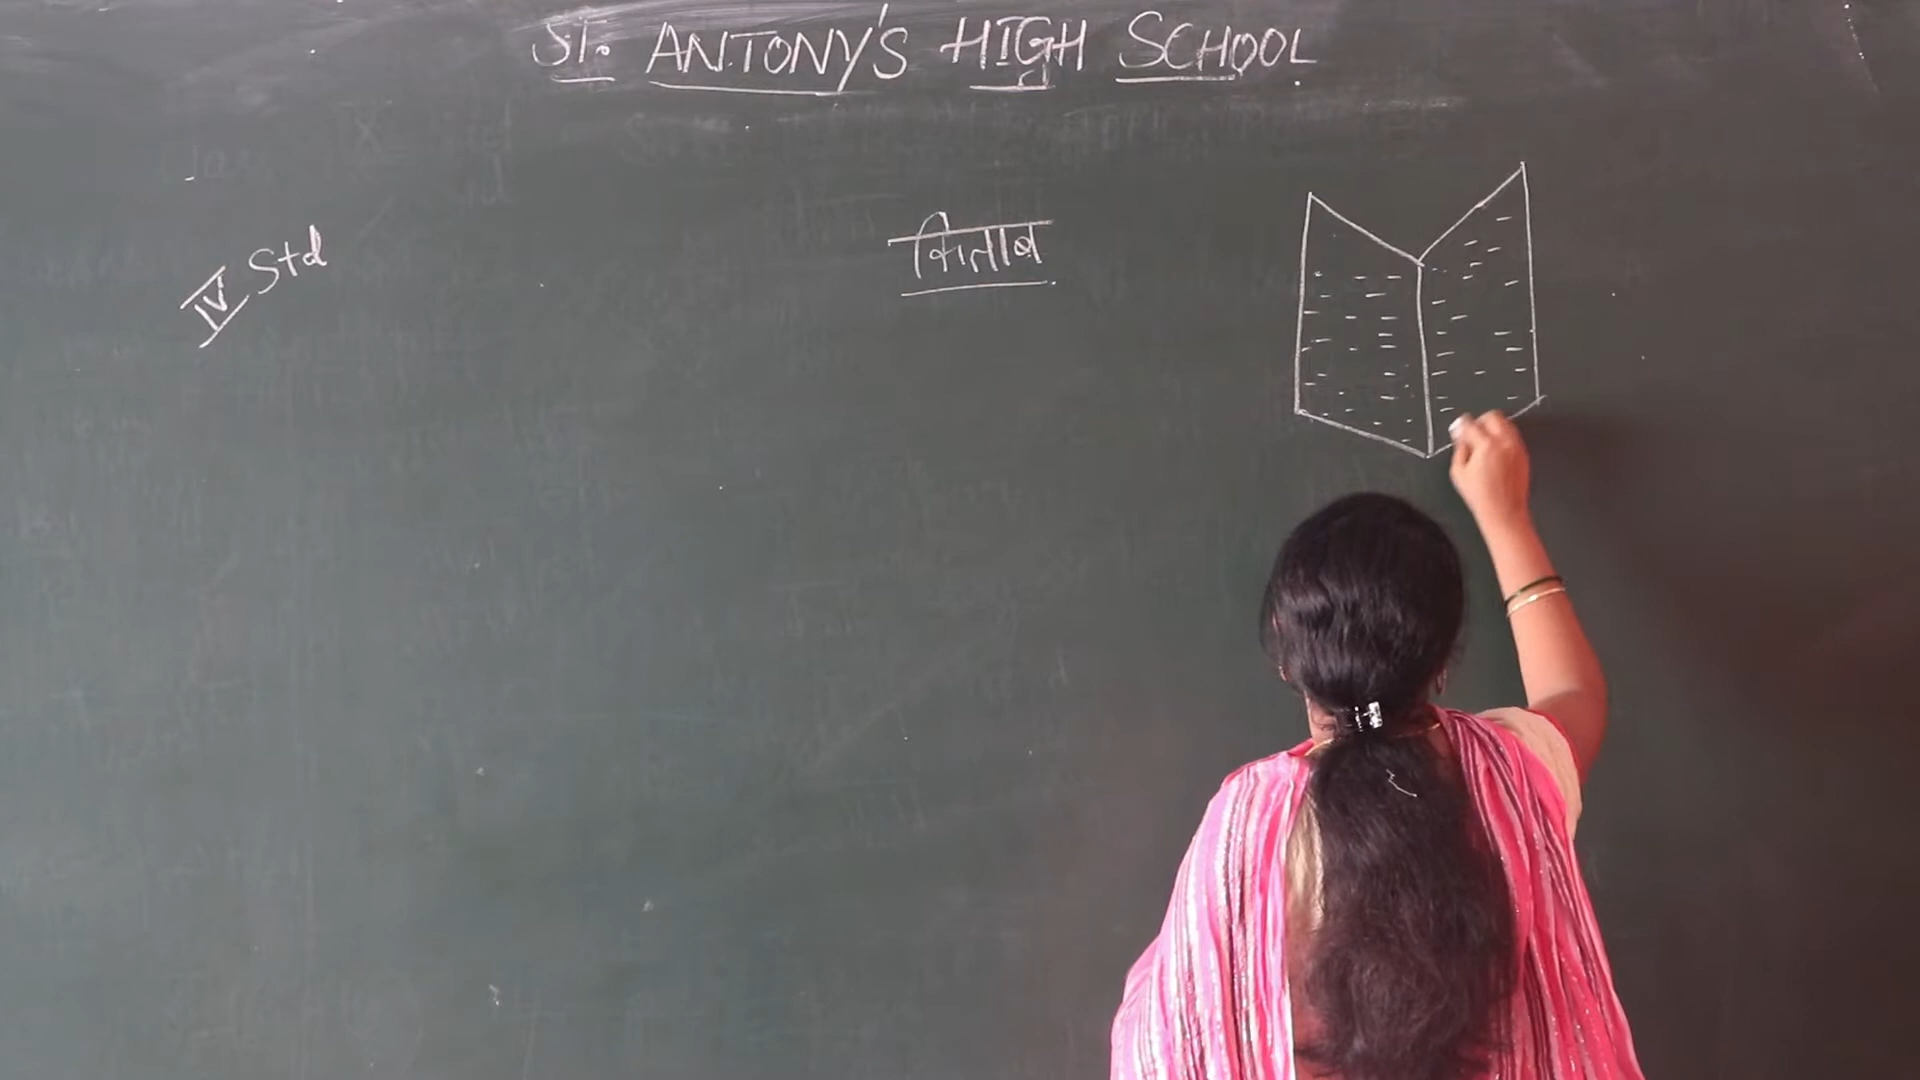 ST. ANTONY'S HIGH SCHOOL
IV Std
किताब